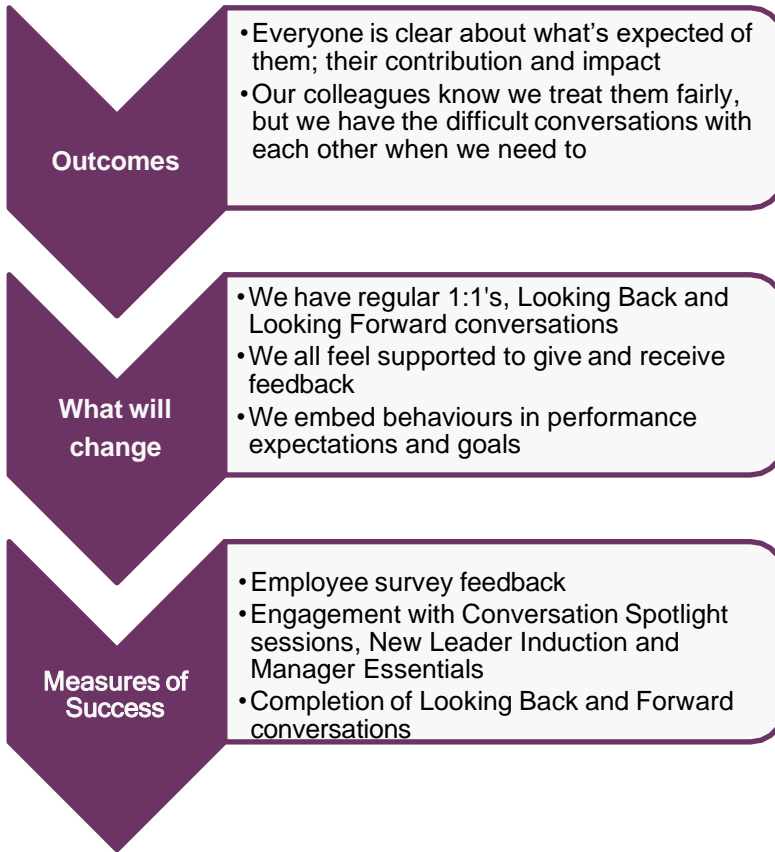 Outcomes
•Everyone is clear about what’s expected of
them; their contribution and impact
•Our colleagues know we treat them fairly,
but we have the difficult conversations with
each other when we need to
What will
change
•We have regular 1:1's, Looking Back and
Looking Forward conversations
•We all feel supported to give and receive
feedback
•We embed behaviours in performance
expectations and goals
Measures of
Success
•Employee survey feedback
•Engagement with Conversation Spotlight
sessions, New Leader Induction and
Manager Essentials
•Completion of Looking Back and Forward
conversations